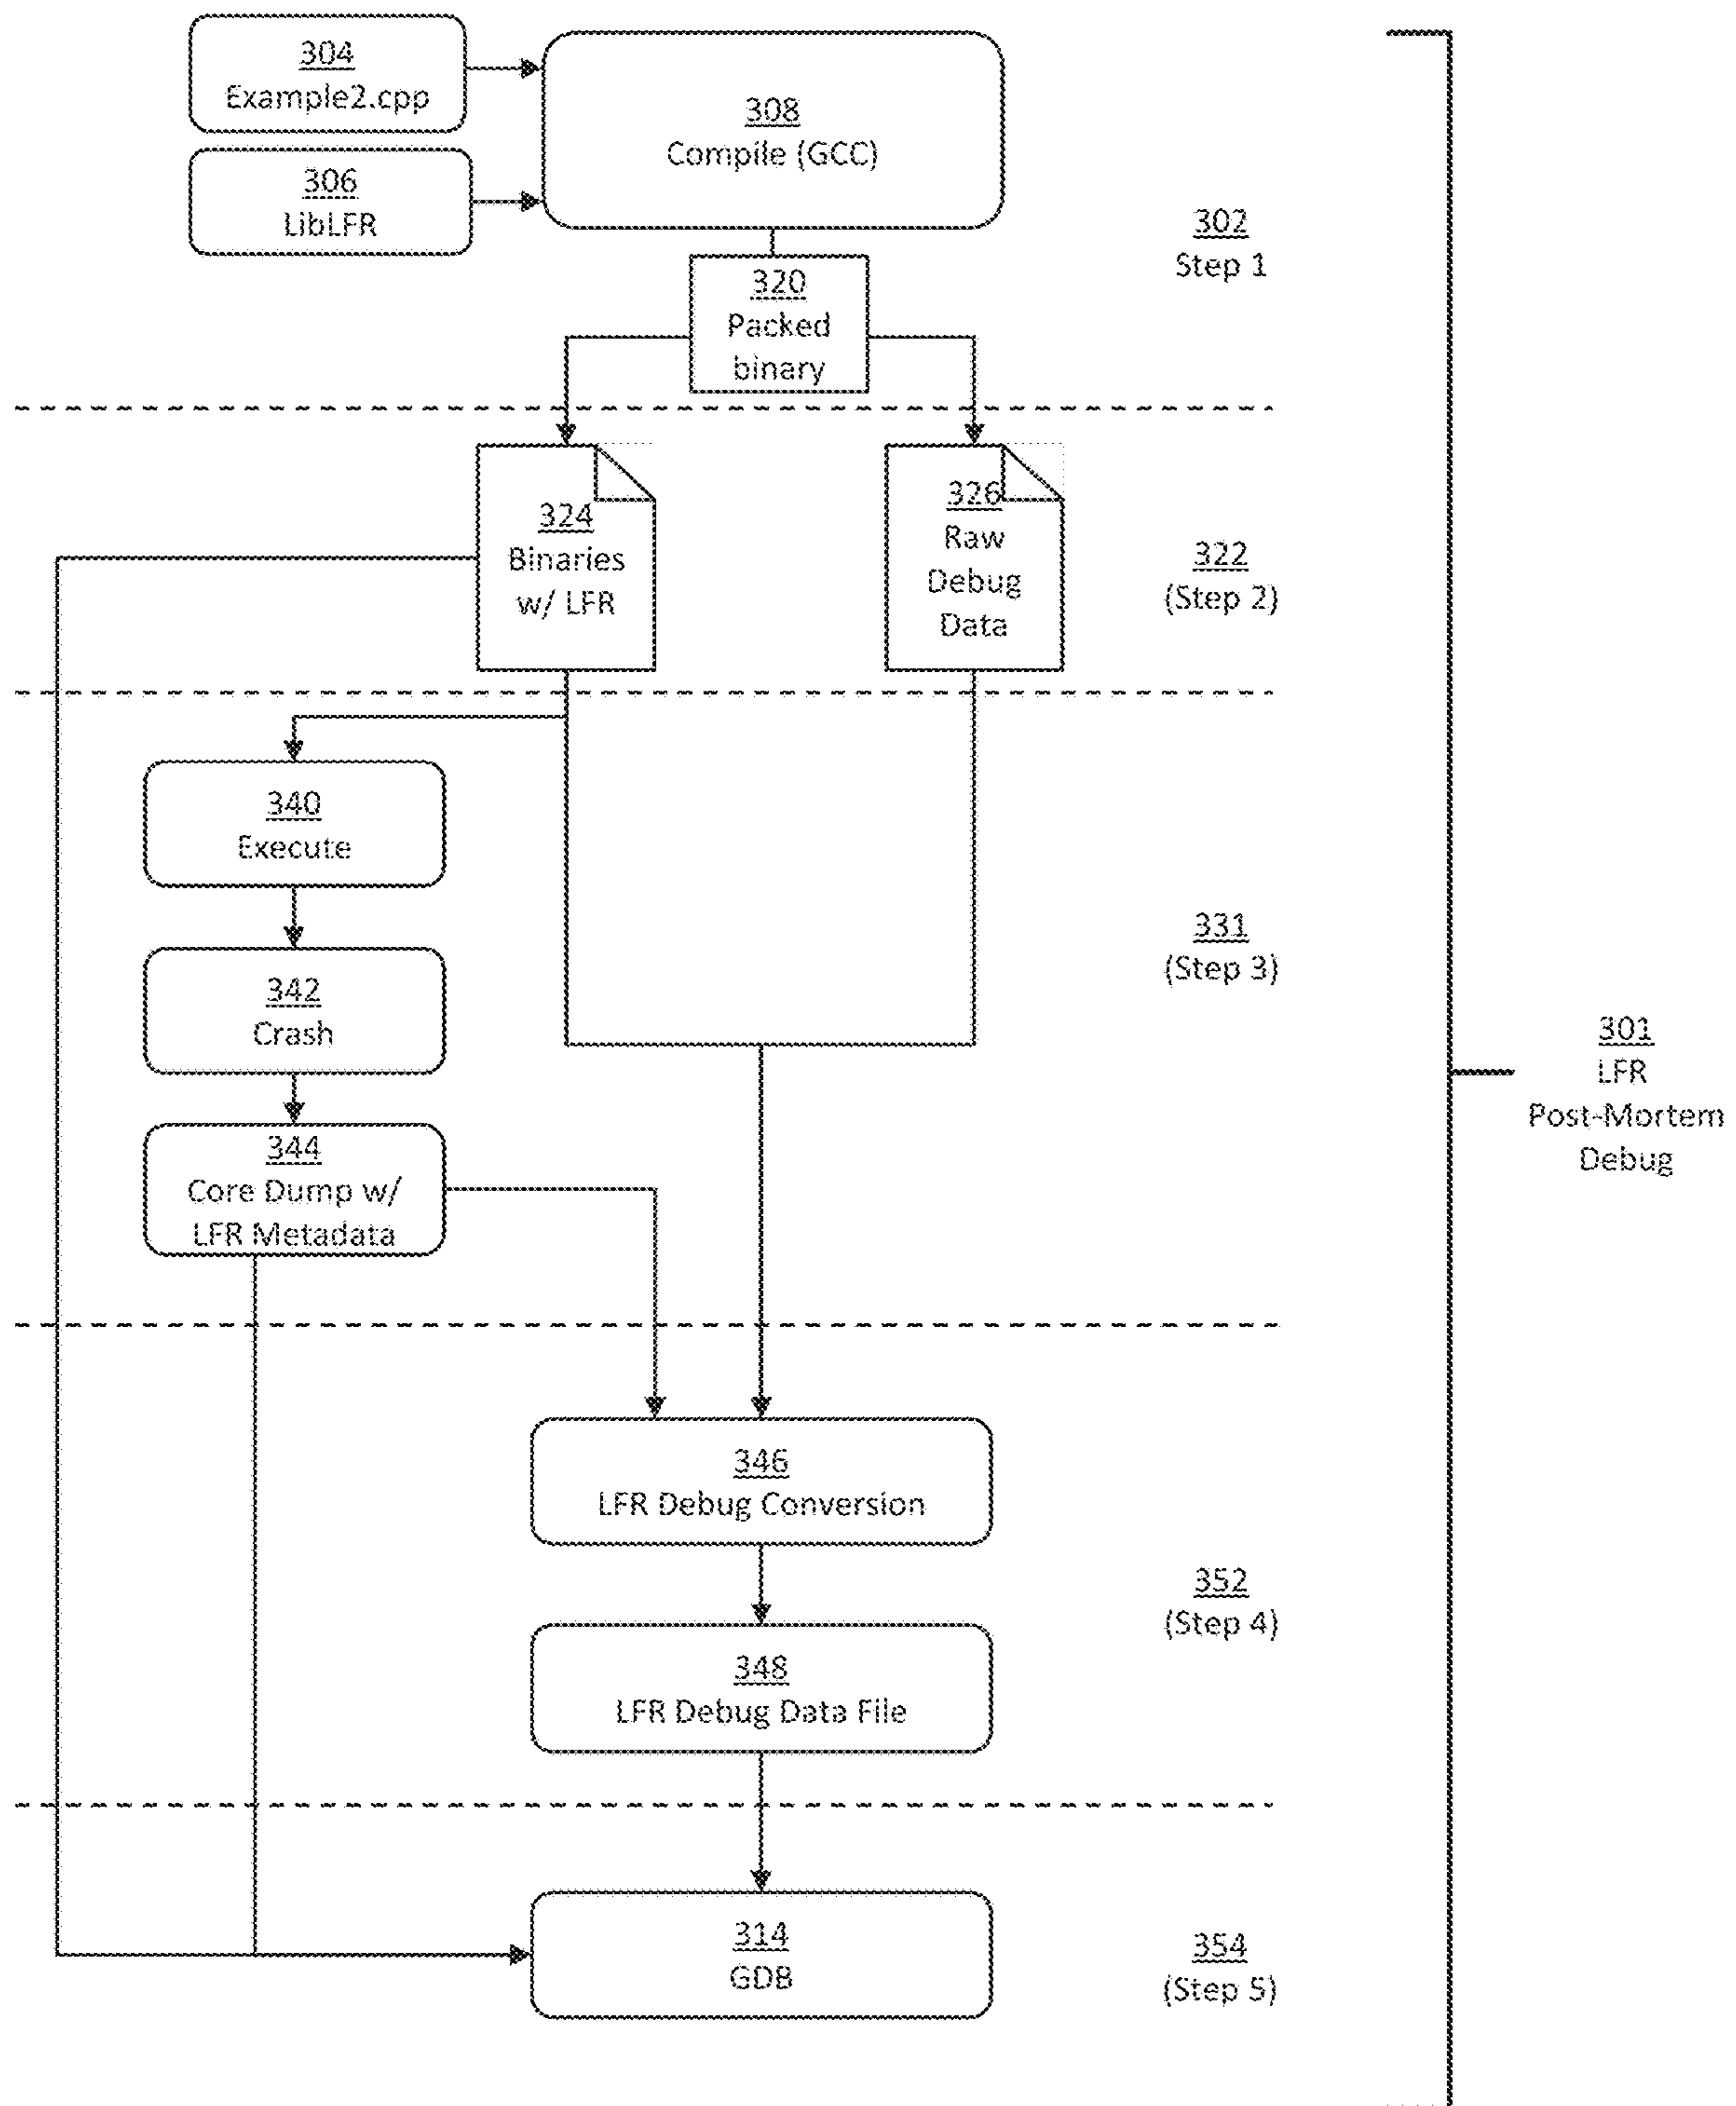 304
Example2.cpp
306
LibLFR
308
Compile (GCC)
302
Step 1
320
Packed
binary
324
Binaries
w/ LFR
326
Raw
Debug
Data
322
(Step 2)
340
Execute
342
Crash
344
Core Dump w/
LFR Metadata
331
(Step 3)
301
LFR
Post-Mortem
Debug
346
LFR Debug Conversion
348
LFR Debug Data File
352
(Step 4)
314
GDB
354
(Step 5)